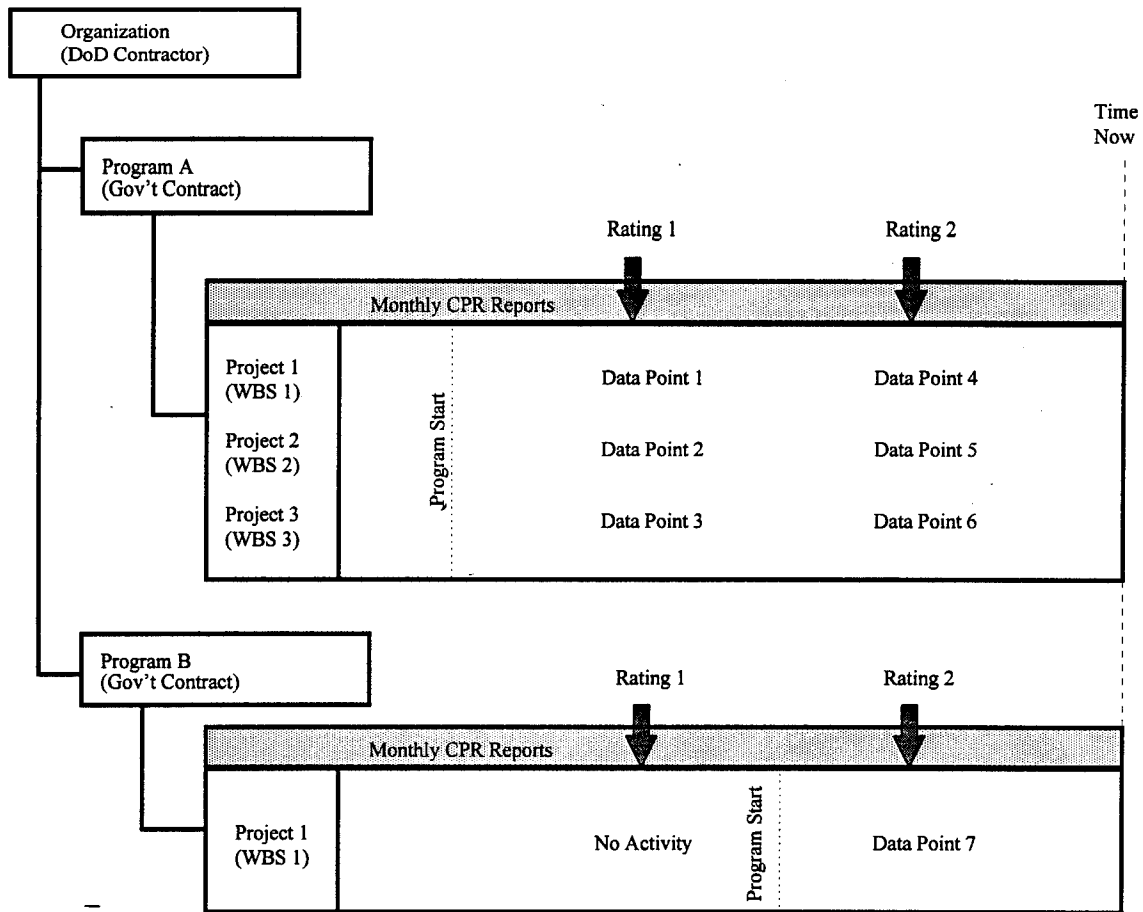 Organization
(DoD Contractor)
Time
Now
Program A
(Gov't Contract)
Rating 1
Rating 2
Monthly CPR Reports
Project 1
(WBS 1)
Data Point 1
Data Point 4
Program Start
Project 2
(WBS 2)
Data Point 2
Data Point 5
Project 3
(WBS 3)
Data Point 3
Data Point 6
Program B
(Gov't Contract)
Rating 1
Rating 2
Monthly CPR Reports
Project 1
(WBS 1)
No Activity
Program Start
Data Point 7